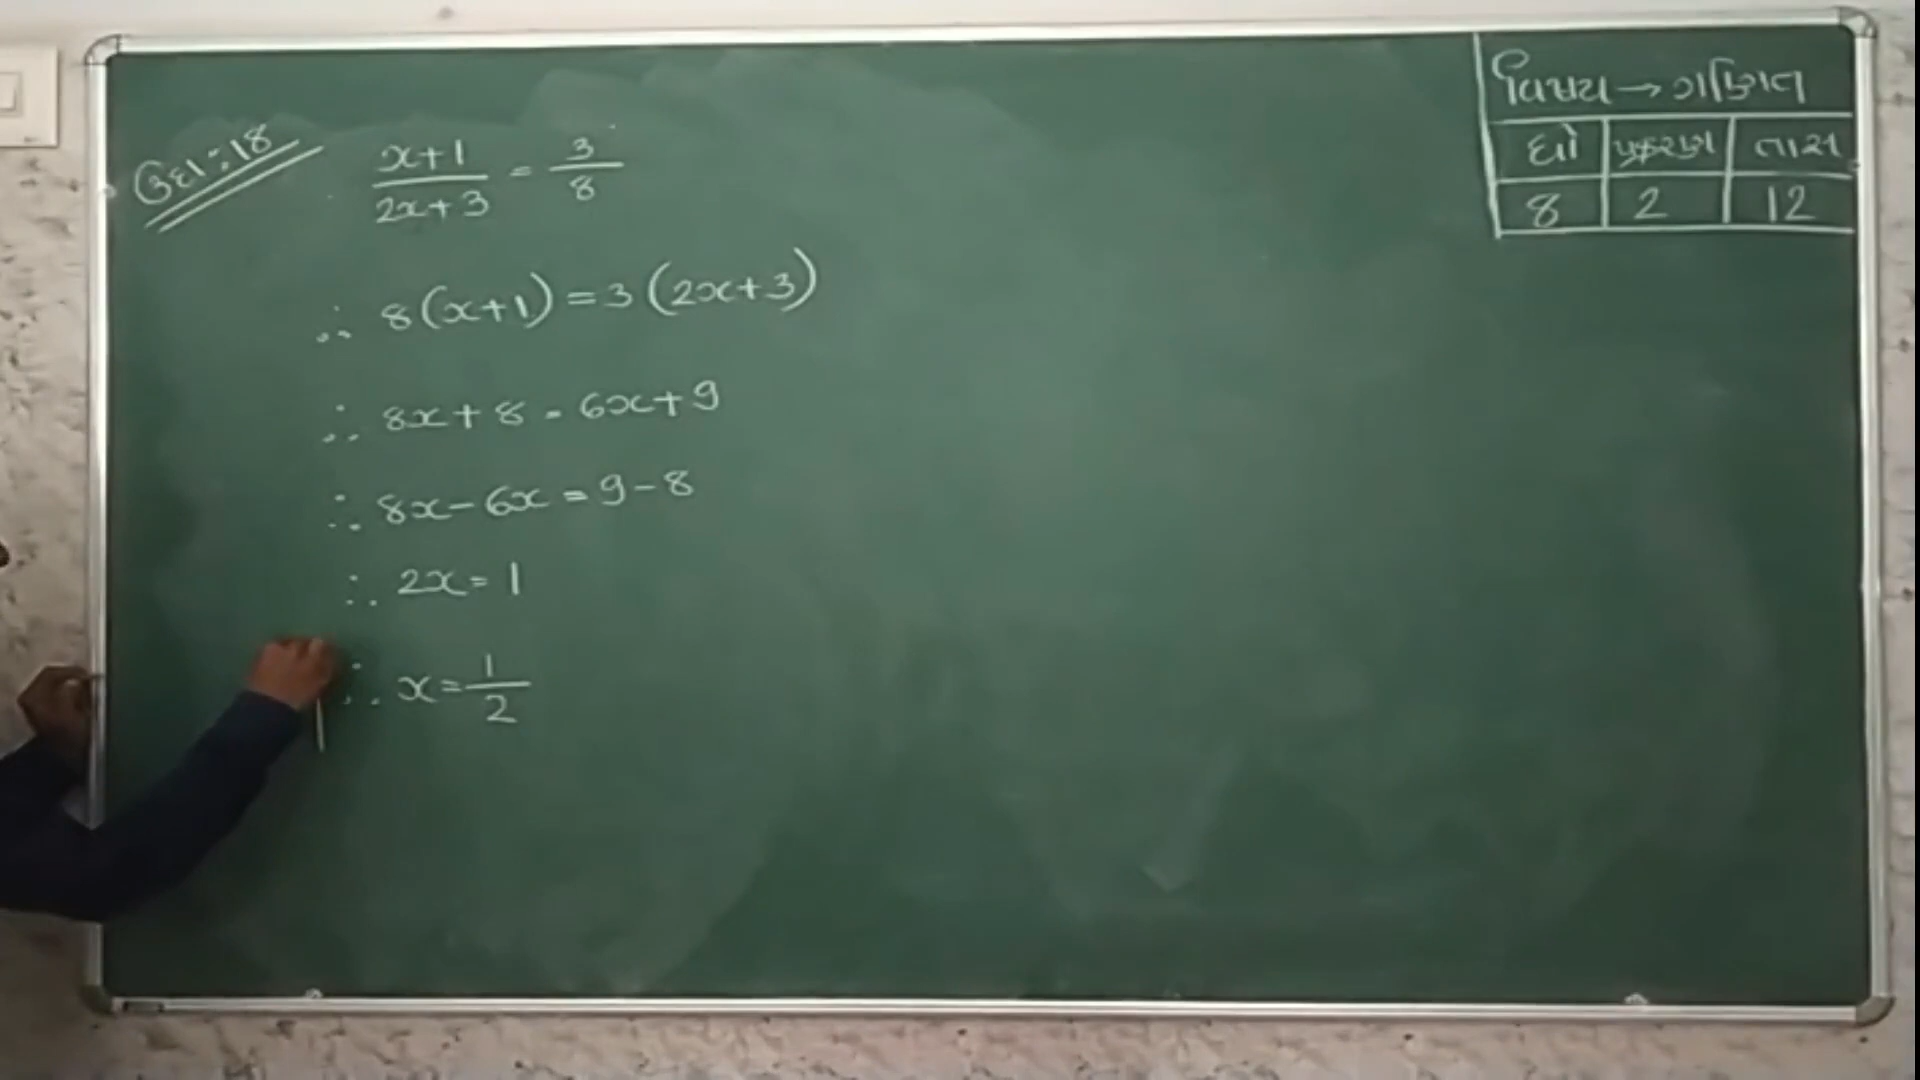 ઉદા:18
x+1/2x+3 = 3/8
∴ 8(x+1) = 3(2x+3)
∴ 8x+8 = 6x+9
∴ 8x-6x = 9-8
∴ 2x = 1
∴ x = 1/2
વિષય → ગણિત
ધો પ્રકરણ તાસ
8 2 12